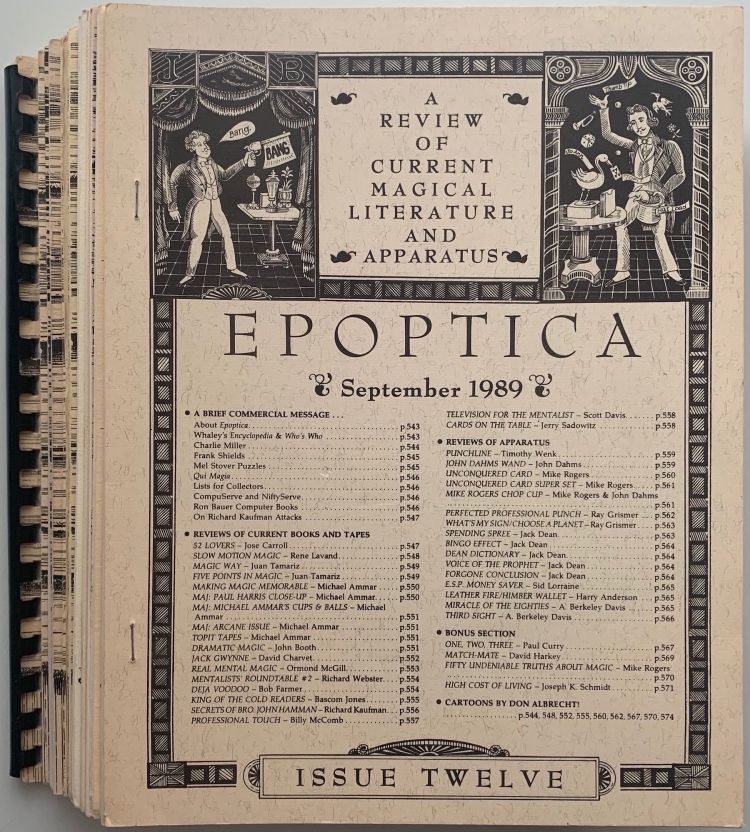 J B
Bang.
BANG
A
REVIEW
OF
CURRENT
MAGICAL
LITERATURE
AND
APPARATUS
EPOPTICA
September 1989
● A BRIEF COMMERCIAL MESSAGE . . .
About Epoptica. . . . . p.543
Whaley's Encyclopedia & Who's Who . . . . . p.543
Charlie Miller . . . . . p.544
Frank Shields . . . . . p.545
Mel Stover Puzzles . . . . . p.545
Qui Magia . . . . . p.546
Lists for Collectors . . . . . p.546
CompuServe and NiftyServe . . . . . p.546
Ron Bauer Computer Books . . . . . p.546
On Richard Kaufman Attacks . . . . . p.547
● REVIEWS OF CURRENT BOOKS AND TAPES
52 LOVERS – Jose Carroll . . . . . p.547
SLOW MOTION MAGIC – Rene Lavand . . . . . p.548
MAGIC WAY – Juan Tamariz . . . . . p.549
FIVE POINTS IN MAGIC – Juan Tamariz . . . . . p.549
MAKING MAGIC MEMORABLE – Michael Ammar . . . . . p.550
MAJ: PAUL HARRIS CLOSE-UP – Michael Ammar. . . . . p.550
MAJ: MICHAEL AMMAR'S CUPS & BALLS – Michael
Ammar . . . . . p.551
MAJ: ARCANE ISSUE – Michael Ammar . . . . . p.551
TOPIT TAPES – Michael Ammar . . . . . p.551
DRAMATIC MAGIC – John Booth . . . . . p.551
JACK GWYNNE – David Charvet . . . . . p.552
REAL MENTAL MAGIC – Ormond McGill. . . . . p.553
MENTALISTS' ROUNDTABLE #2 – Richard Webster. . . . . p.554
DEJA VOODOO – Bob Farmer . . . . . p.554
KING OF THE COLD READERS – Bascom Jones . . . . . p.555
SECRETS OF BRO. JOHN HAMMAN – Richard Kaufman . . . p.556
PROFESSIONAL TOUCH – Billy McComb . . . . . p.557
TELEVISION FOR THE MENTALIST – Scott Davis. . . . . p.558
CARDS ON THE TABLE – Jerry Sadowitz . . . . . p.558
● REVIEWS OF APPARATUS
PUNCHLINE – Timothy Wenk . . . . . p.559
JOHN DAHMS WAND – John Dahms . . . . . p.559
UNCONQUERED CARD – Mike Rogers . . . . . p.560
UNCONQUERED CARD SUPER SET – Mike Rogers . . . . . p.561
MIKE ROGERS CHOP CUP – Mike Rogers & John Dahms
. . . . . p.561
PERFECTED PROFESSIONAL PUNCH – Ray Grismer . . . p.562
WHAT'S MY SIGN/CHOOSE A PLANET – Ray Grismer . . . p.563
SPENDING SPREE – Jack Dean. . . . . p.563
BINGO EFFECT – Jack Dean . . . . . p.564
DEAN DICTIONARY – Jack Dean . . . . . p.564
VOICE OF THE PROPHET – Jack Dean . . . . . p.564
FORGONE CONCLUSION – Jack Dean . . . . . p.564
E.S.P. MONEY SAVER – Sid Lorraine . . . . . p.565
LEATHER FIRE/HIMBER WALLET – Harry Anderson . . . . . p.565
MIRACLE OF THE EIGHTIES – A. Berkeley Davis . . . . . p.565
THIRD SIGHT – A. Berkeley Davis . . . . . p.566
● BONUS SECTION
ONE, TWO, THREE – Paul Curry . . . . . p.567
MATCH-MATE – David Harkey . . . . . p.569
FIFTY UNDENIABLE TRUTHS ABOUT MAGIC – Mike Rogers
. . . . . p.570
HIGH COST OF LIVING – Joseph K. Schmidt . . . . . p.571
● CARTOONS BY DON ALBRECHT!
. . . . . p.544, 548, 552, 555, 560, 562, 567, 570, 574
ISSUE TWELVE